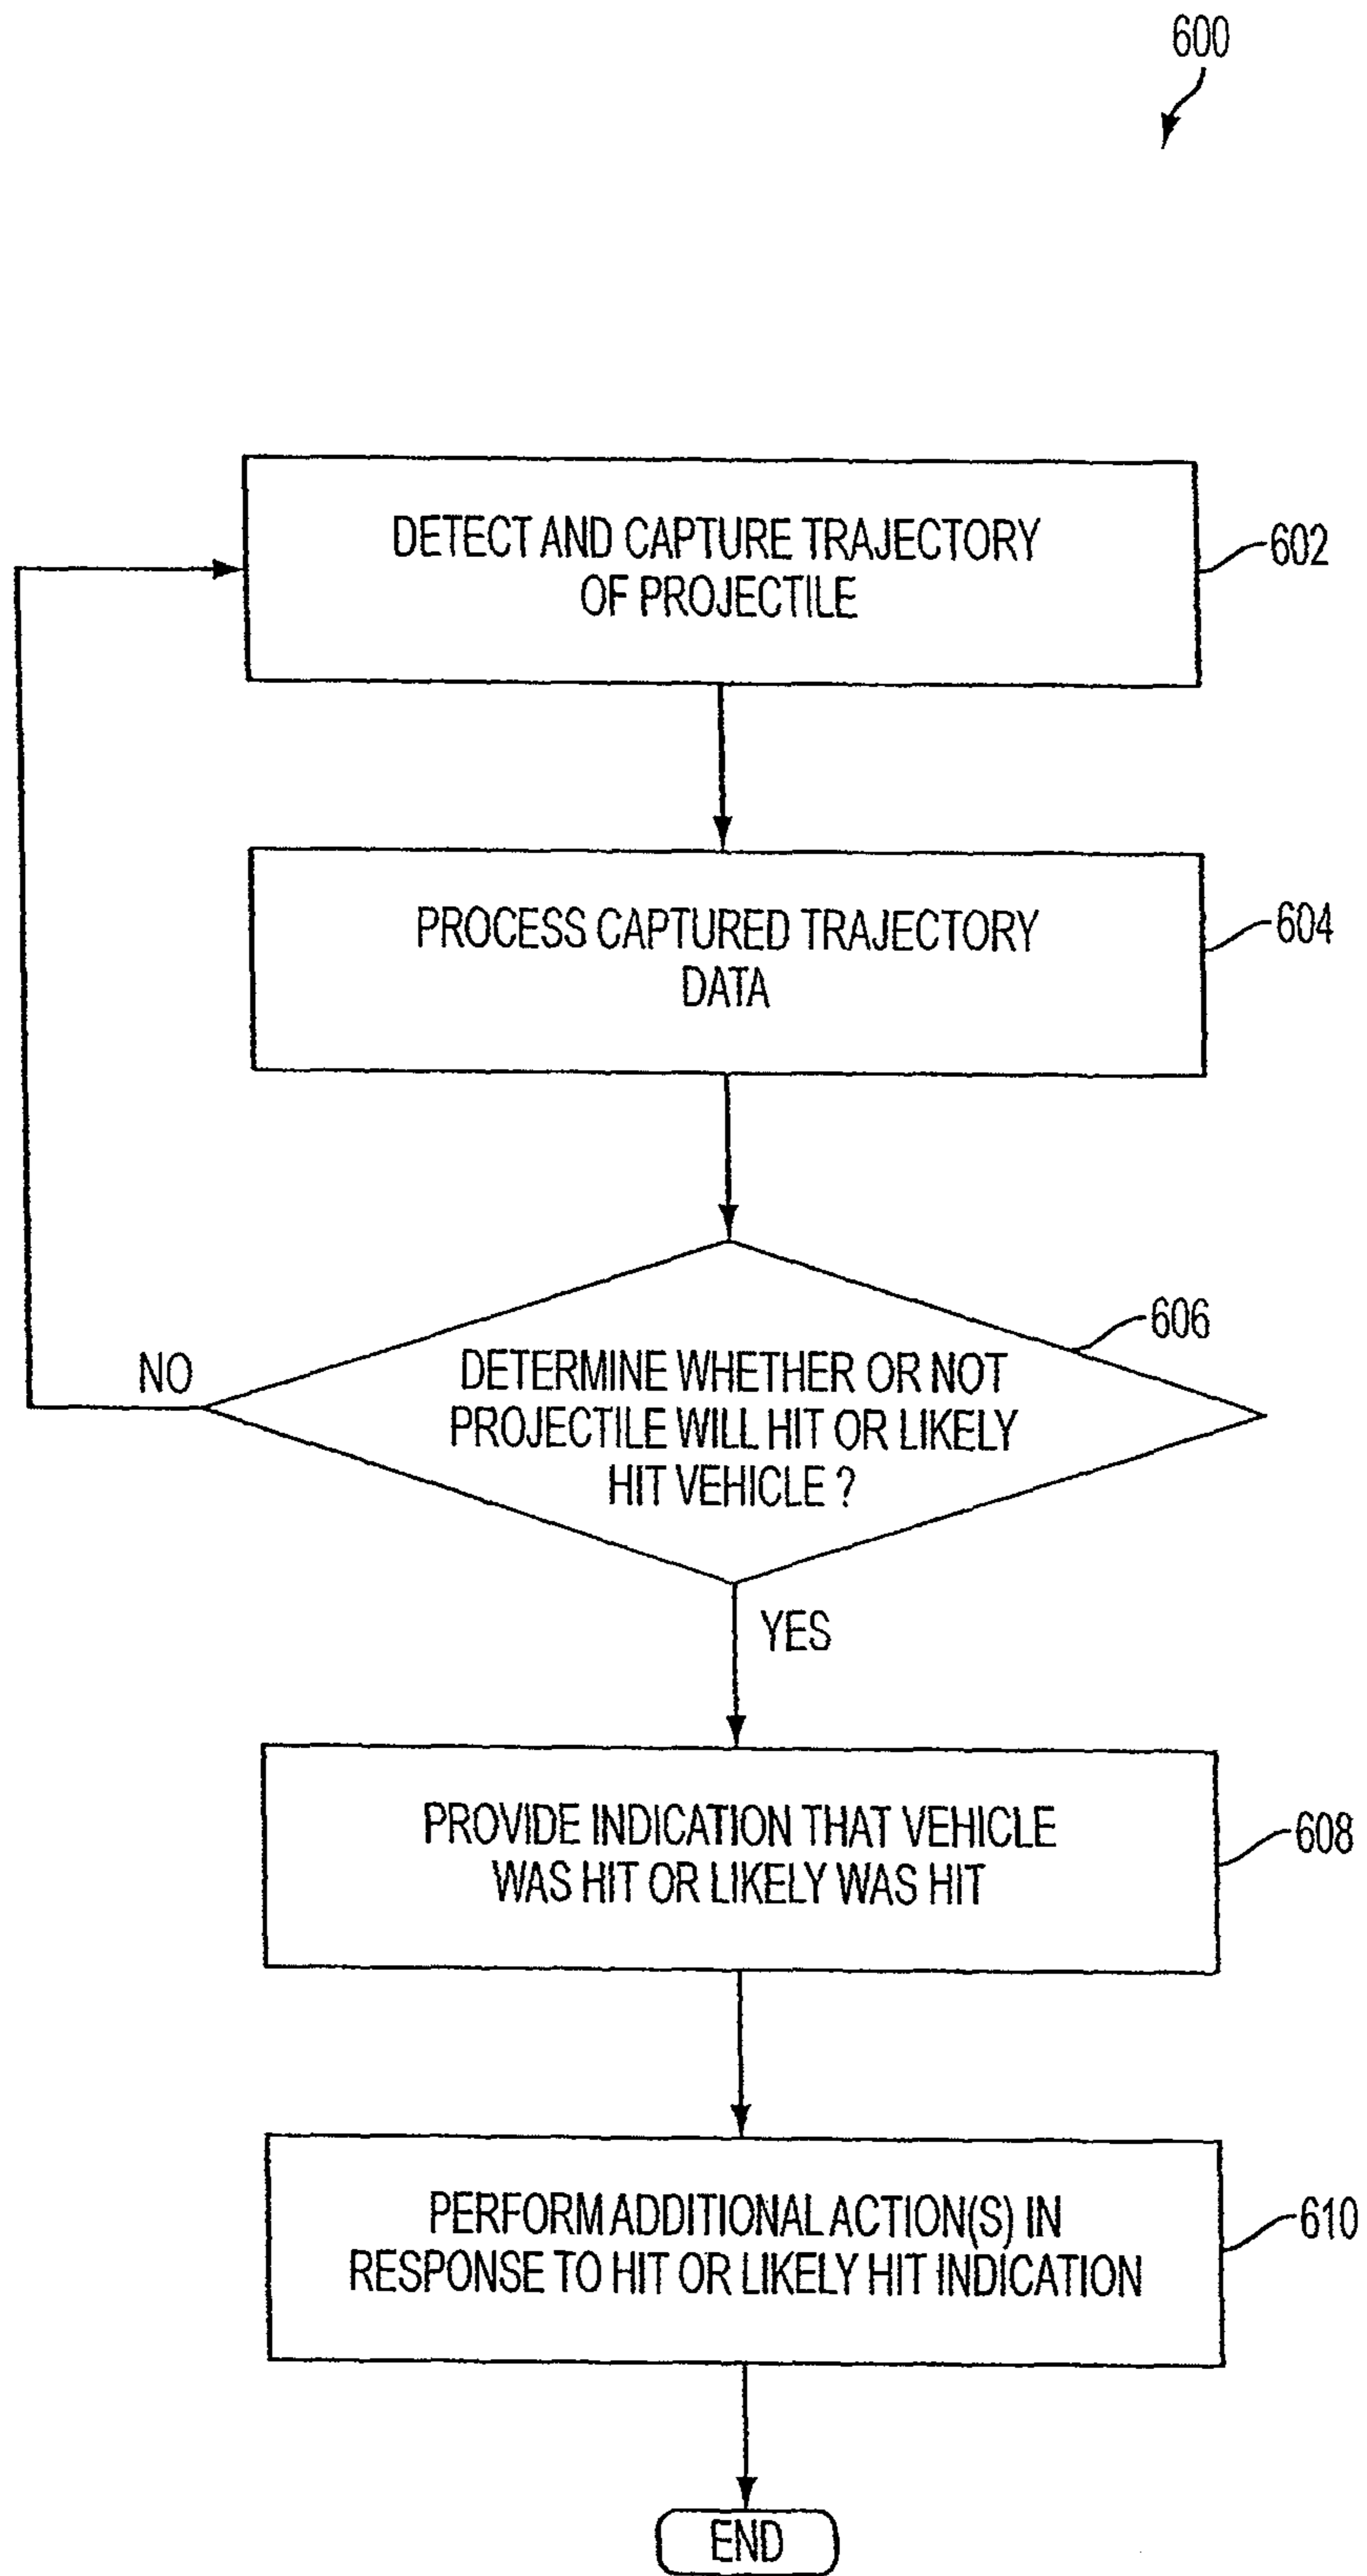 600
DETECT AND CAPTURE TRAJECTORY
OF PROJECTILE
602
PROCESS CAPTURED TRAJECTORY
DATA
604
606
NO
DETERMINE WHETHER OR NOT
PROJECTILE WILL HIT OR LIKELY
HIT VEHICLE ?
YES
PROVIDE INDICATION THAT VEHICLE
WAS HIT OR LIKELY WAS HIT
608
PERFORM ADDITIONAL ACTION(S) IN
RESPONSE TO HIT OR LIKELY HIT INDICATION
610
END